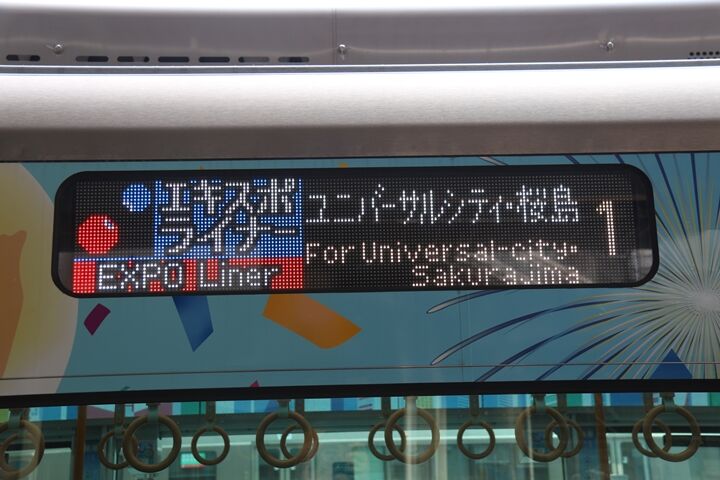 エキスポ
ライナー
EXPO Liner
ユニバーサルシティ・桜島
For Universal-city・
Sakurajima
1